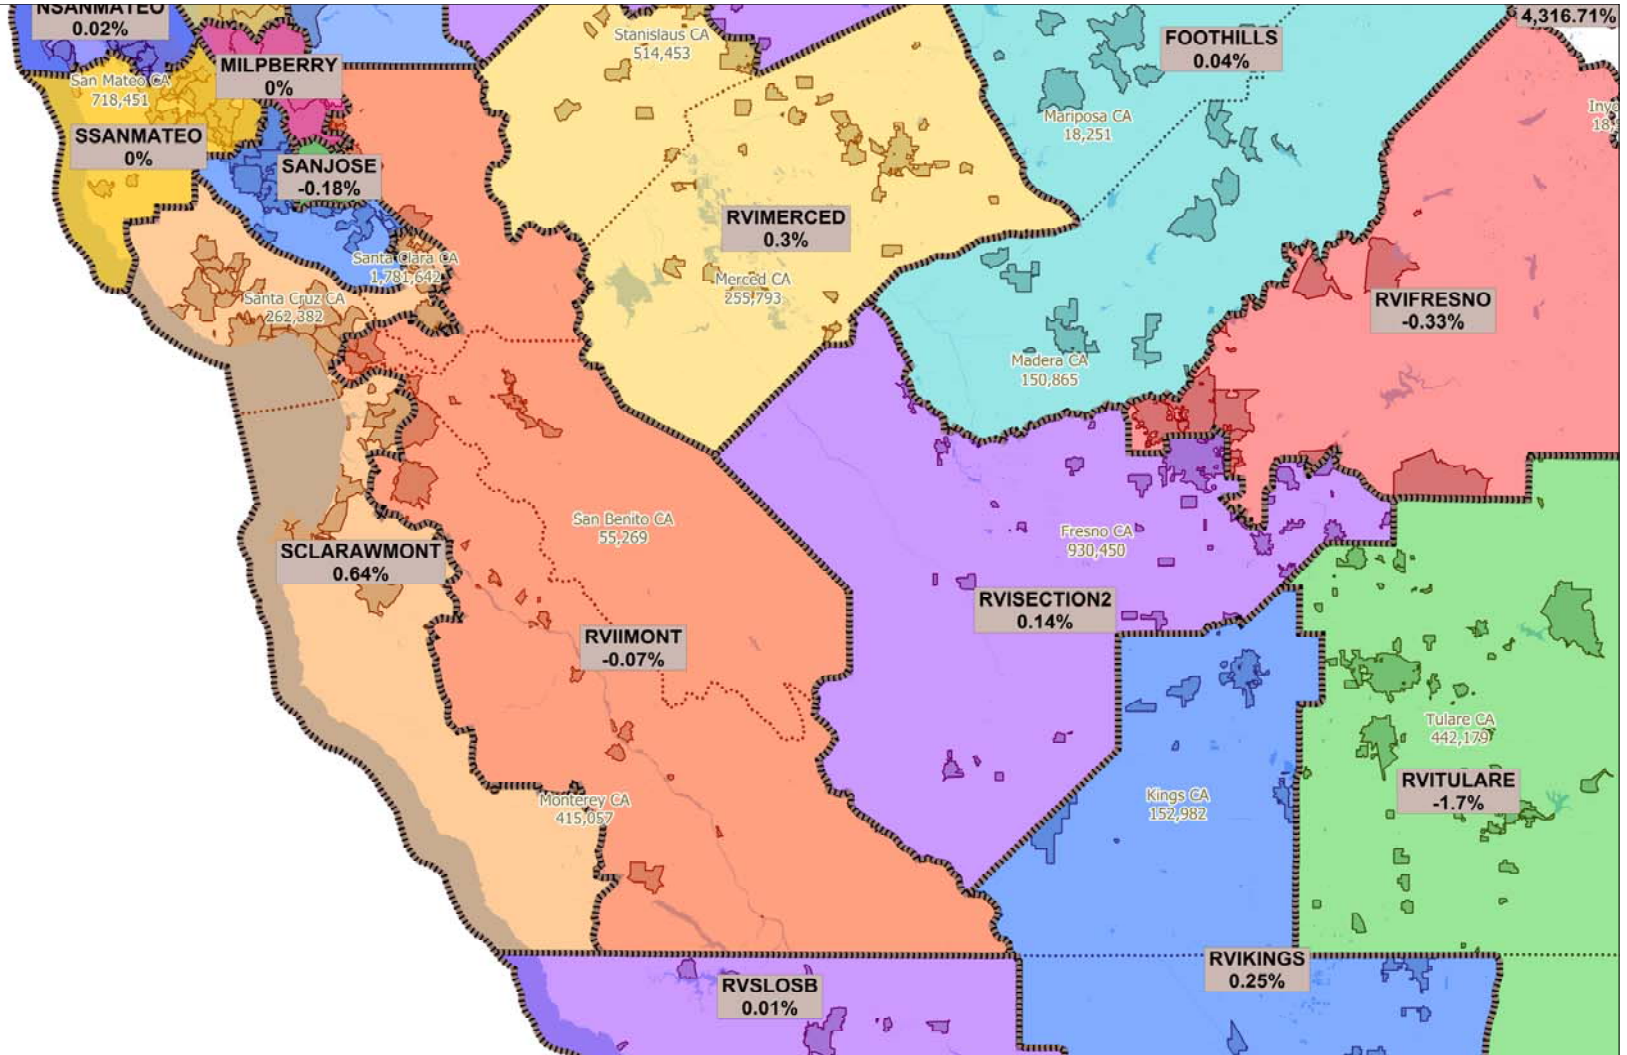 NSANMATEO
0.02%
4,316.71%
Stanislaus CA
514,453
FOOTHILLS
0.04%
MILPBERRY
0%
San Mateo CA
718,451
Mariposa CA
18,251
SSANMATEO
0%
SANJOSE
-0.18%
RVIMERCED
0.3%
Santa Clara CA
1,781,642
Merced CA
255,793
Santa Cruz CA
262,382
RVIFRESNO
-0.33%
Madera CA
150,865
San Benito CA
55,269
Fresno CA
930,450
SCLARAWMONT
0.64%
RVISECTION2
0.14%
RVIIMONT
-0.07%
Tulare CA
442,179
RVITULARE
-1.7%
Kings CA
152,982
Monterey CA
415,057
RVIKINGS
0.25%
RVSLOSB
0.01%